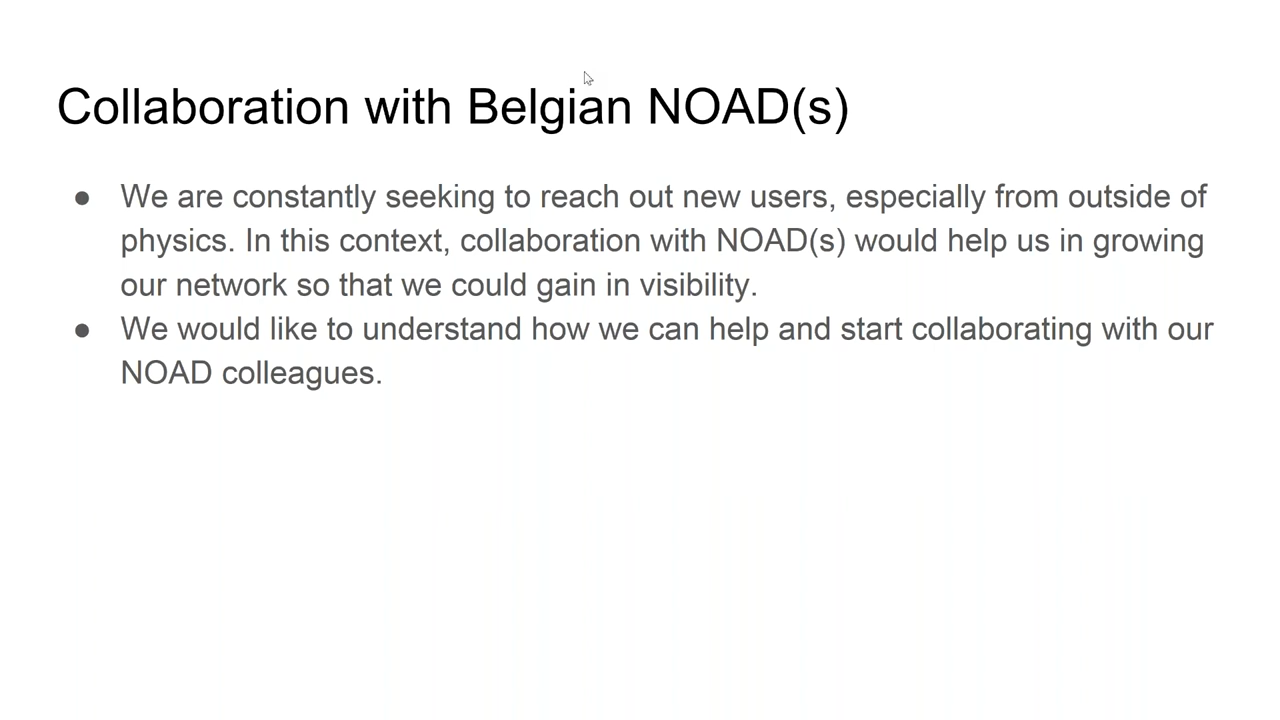 Collaboration with Belgian NOAD(s)
● We are constantly seeking to reach out new users, especially from outside of
physics. In this context, collaboration with NOAD(s) would help us in growing
our network so that we could gain in visibility.
● We would like to understand how we can help and start collaborating with our
NOAD colleagues.